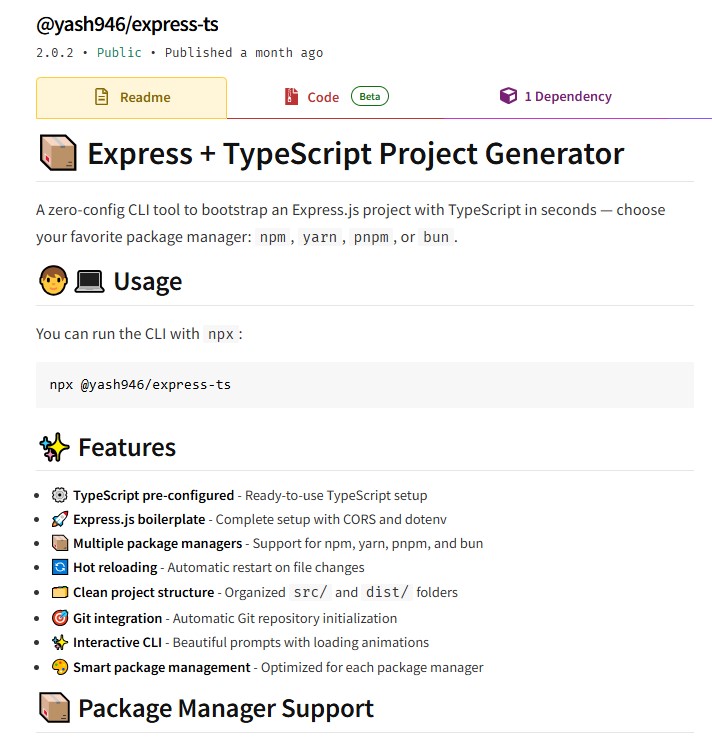 @yash946/express-ts
2.0.2 • Public • Published a month ago
Readme
Code Beta
1 Dependency
Express + TypeScript Project Generator
A zero-config CLI tool to bootstrap an Express.js project with TypeScript in seconds — choose
your favorite package manager: npm, yarn, pnpm, or bun.
Usage
You can run the CLI with npx:
npx @yash946/express-ts
Features
• TypeScript pre-configured - Ready-to-use TypeScript setup
• Express.js boilerplate - Complete setup with CORS and dotenv
• Multiple package managers - Support for npm, yarn, pnpm, and bun
• Hot reloading - Automatic restart on file changes
• Clean project structure - Organized src/ and dist/ folders
• Git integration - Automatic Git repository initialization
• Interactive CLI - Beautiful prompts with loading animations
• Smart package management - Optimized for each package manager
Package Manager Support